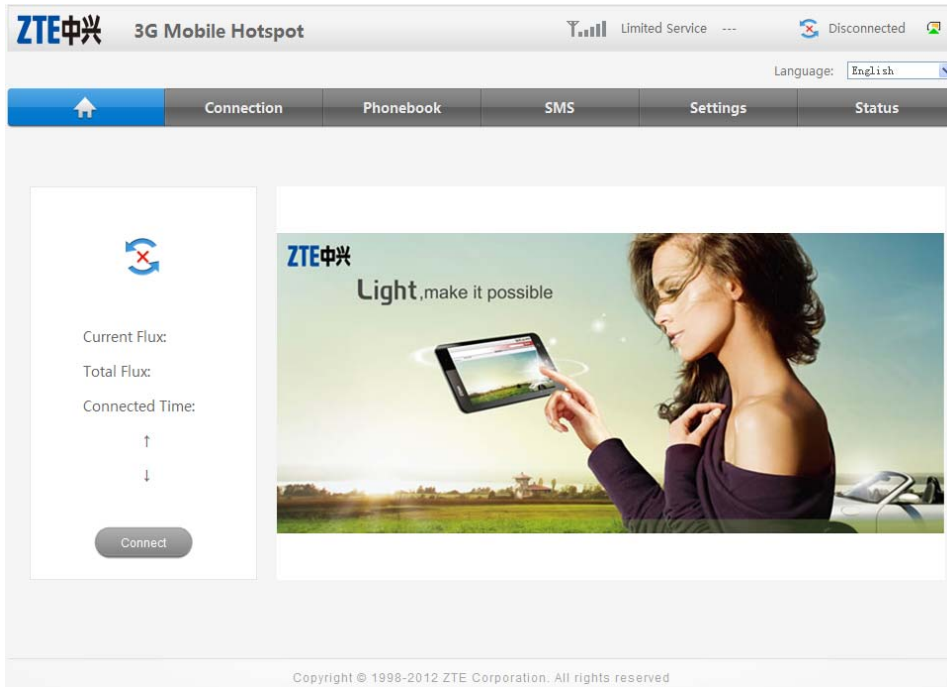 ZTE中兴 3G Mobile Hotspot Limited Service --- Disconnected
Language: English
Connection Phonebook SMS Settings Status
ZTE中兴
Light,make it possible
Current Flux:
Total Flux:
Connected Time:
↑
↓
Connect
Copyright © 1998-2012 ZTE Corporation. All rights reserved